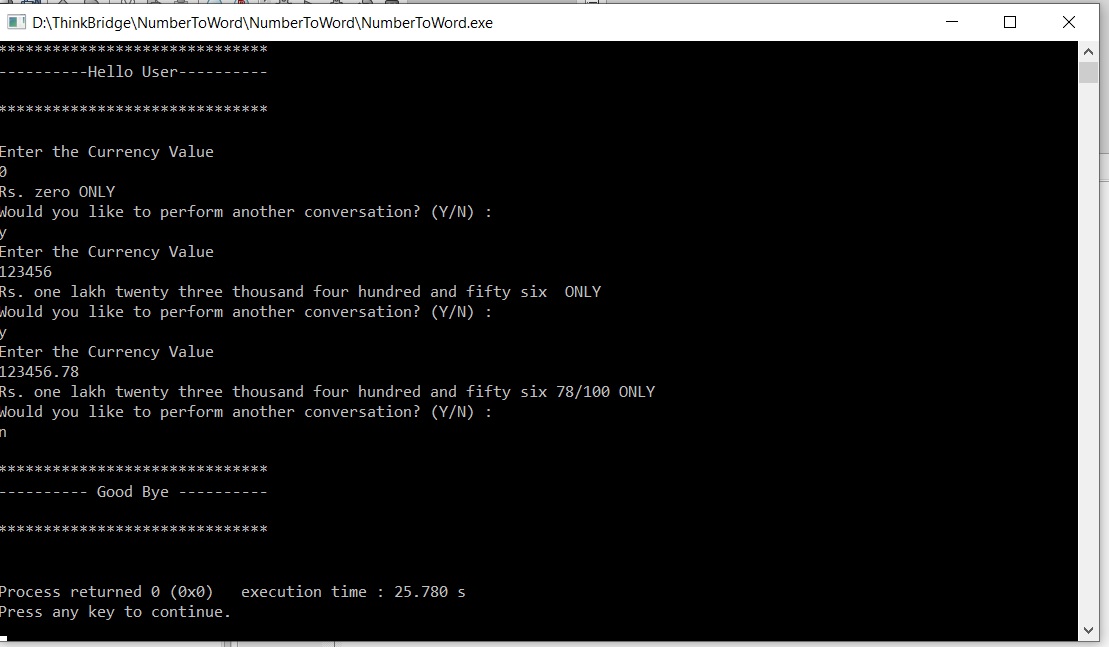 D:\ThinkBridge\NumberToWord\NumberToWord\NumberToWord.exe
******************************
----------Hello User----------
******************************
Enter the Currency Value
0
Rs. zero ONLY
Would you like to perform another conversation? (Y/N) :
y
Enter the Currency Value
123456
Rs. one lakh twenty three thousand four hundred and fifty six  ONLY
Would you like to perform another conversation? (Y/N) :
y
Enter the Currency Value
123456.78
Rs. one lakh twenty three thousand four hundred and fifty six 78/100 ONLY
Would you like to perform another conversation? (Y/N) :
n
******************************
---------- Good Bye ----------
******************************
Process returned 0 (0x0)   execution time : 25.780 s
Press any key to continue.